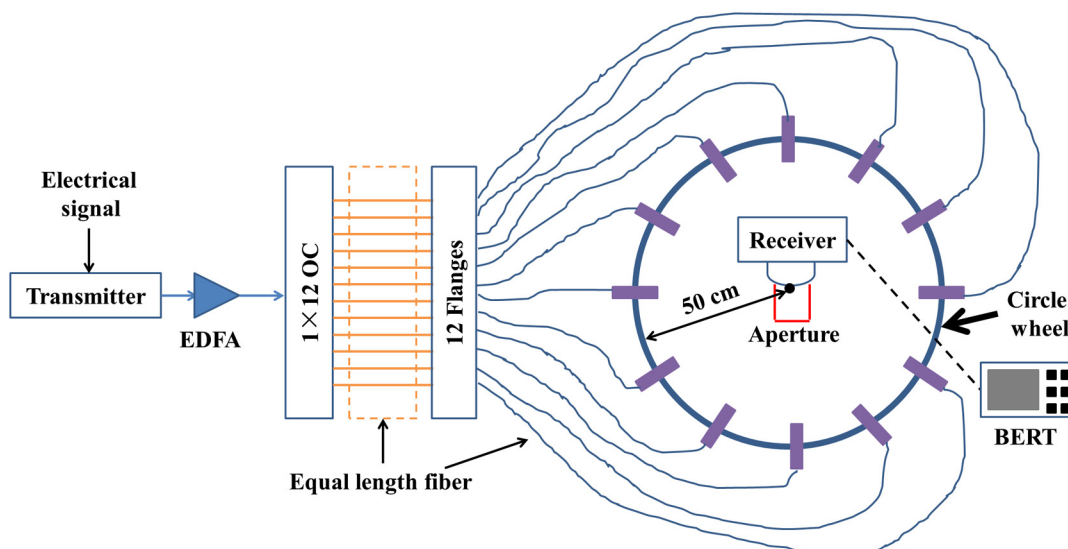 Electrical
signal
Transmitter
EDFA
1×12 OC
12 Flanges
Equal length fiber
Receiver
50 cm
Aperture
Circle
wheel
BERT